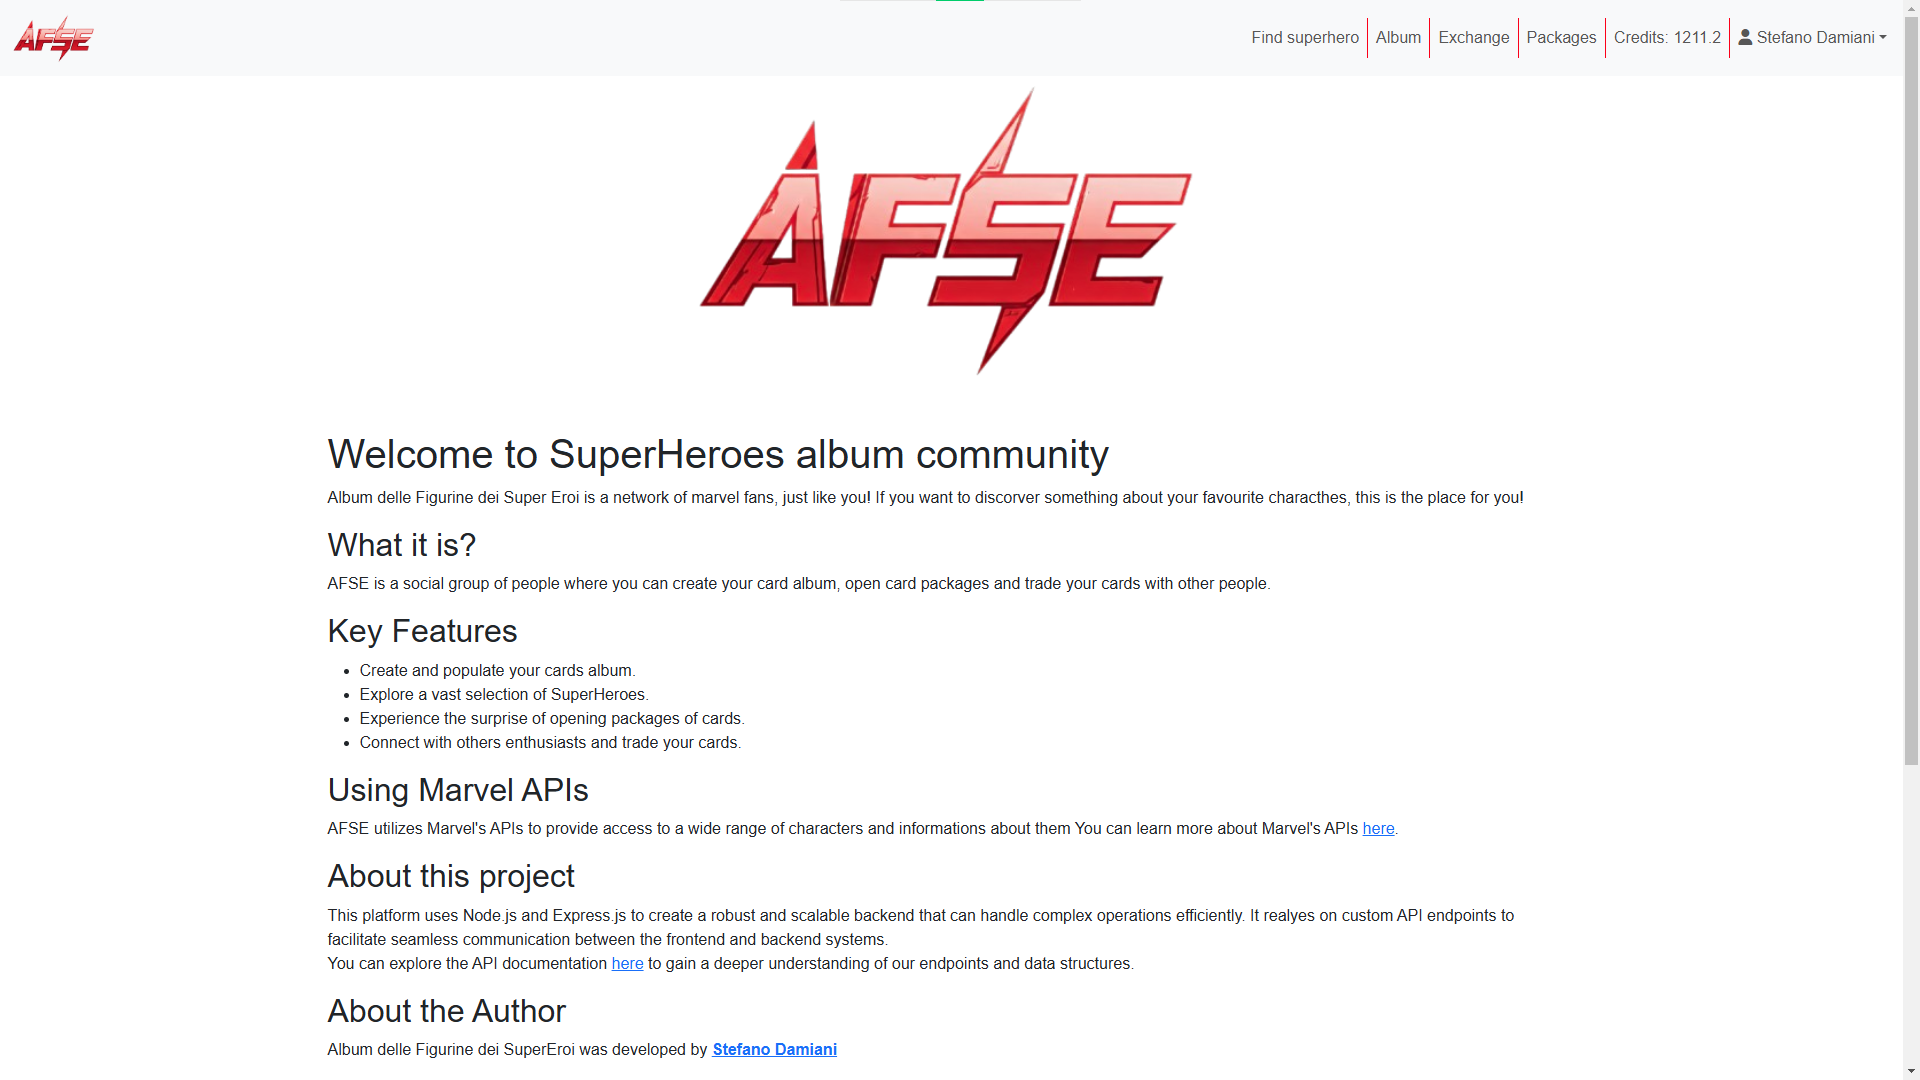 AFSE
Find superhero
Album
Exchange
Packages
Credits: 1211.2
Stefano Damiani
AFSE
Welcome to SuperHeroes album community
Album delle Figurine dei Super Eroi is a network of marvel fans, just like you! If you want to discorver something about your favourite characthes, this is the place for you!
What it is?
AFSE is a social group of people where you can create your card album, open card packages and trade your cards with other people.
Key Features
• Create and populate your cards album.
• Explore a vast selection of SuperHeroes.
• Experience the surprise of opening packages of cards.
• Connect with others enthusiasts and trade your cards.
Using Marvel APIs
AFSE utilizes Marvel's APIs to provide access to a wide range of characters and informations about them You can learn more about Marvel's APIs here.
About this project
This platform uses Node.js and Express.js to create a robust and scalable backend that can handle complex operations efficiently. It realyes on custom API endpoints to
facilitate seamless communication between the frontend and backend systems.
You can explore the API documentation here to gain a deeper understanding of our endpoints and data structures.
About the Author
Album delle Figurine dei SuperEroi was developed by Stefano Damiani